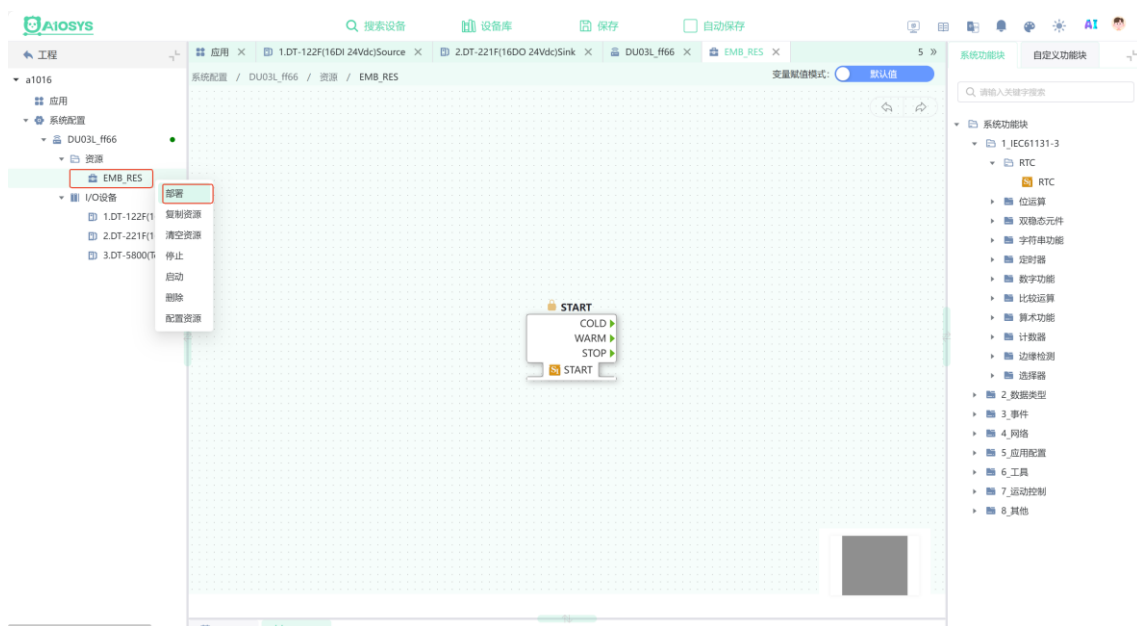 AIOSYS
搜索设备
设备库
保存
自动保存
AI
工程
a1016
应用
系统配置
DU03L_ff66
资源
EMB_RES
I/O设备
1.DT-122F(1
2.DT-221F(1
3.DT-5800(Te
部署
复制资源
清空资源
停止
启动
删除
配置资源
应用
1.DT-122F(16DI 24Vdc)Source
2.DT-221F(16DO 24Vdc)Sink
DU03L_ff66
EMB_RES
5
系统配置 / DU03L_ff66 / 资源 / EMB_RES
变量赋值模式:
默认值
START
COLD
WARM
STOP
START
系统功能块
自定义功能块
请输入关键字搜索
系统功能块
1_IEC61131-3
RTC
RTC
位运算
双稳态元件
字符串功能
定时器
数字功能
比较运算
算术功能
计数器
边缘检测
选择器
2_数据类型
3_事件
4_网络
5_应用配置
6_工具
7_运动控制
8_其他